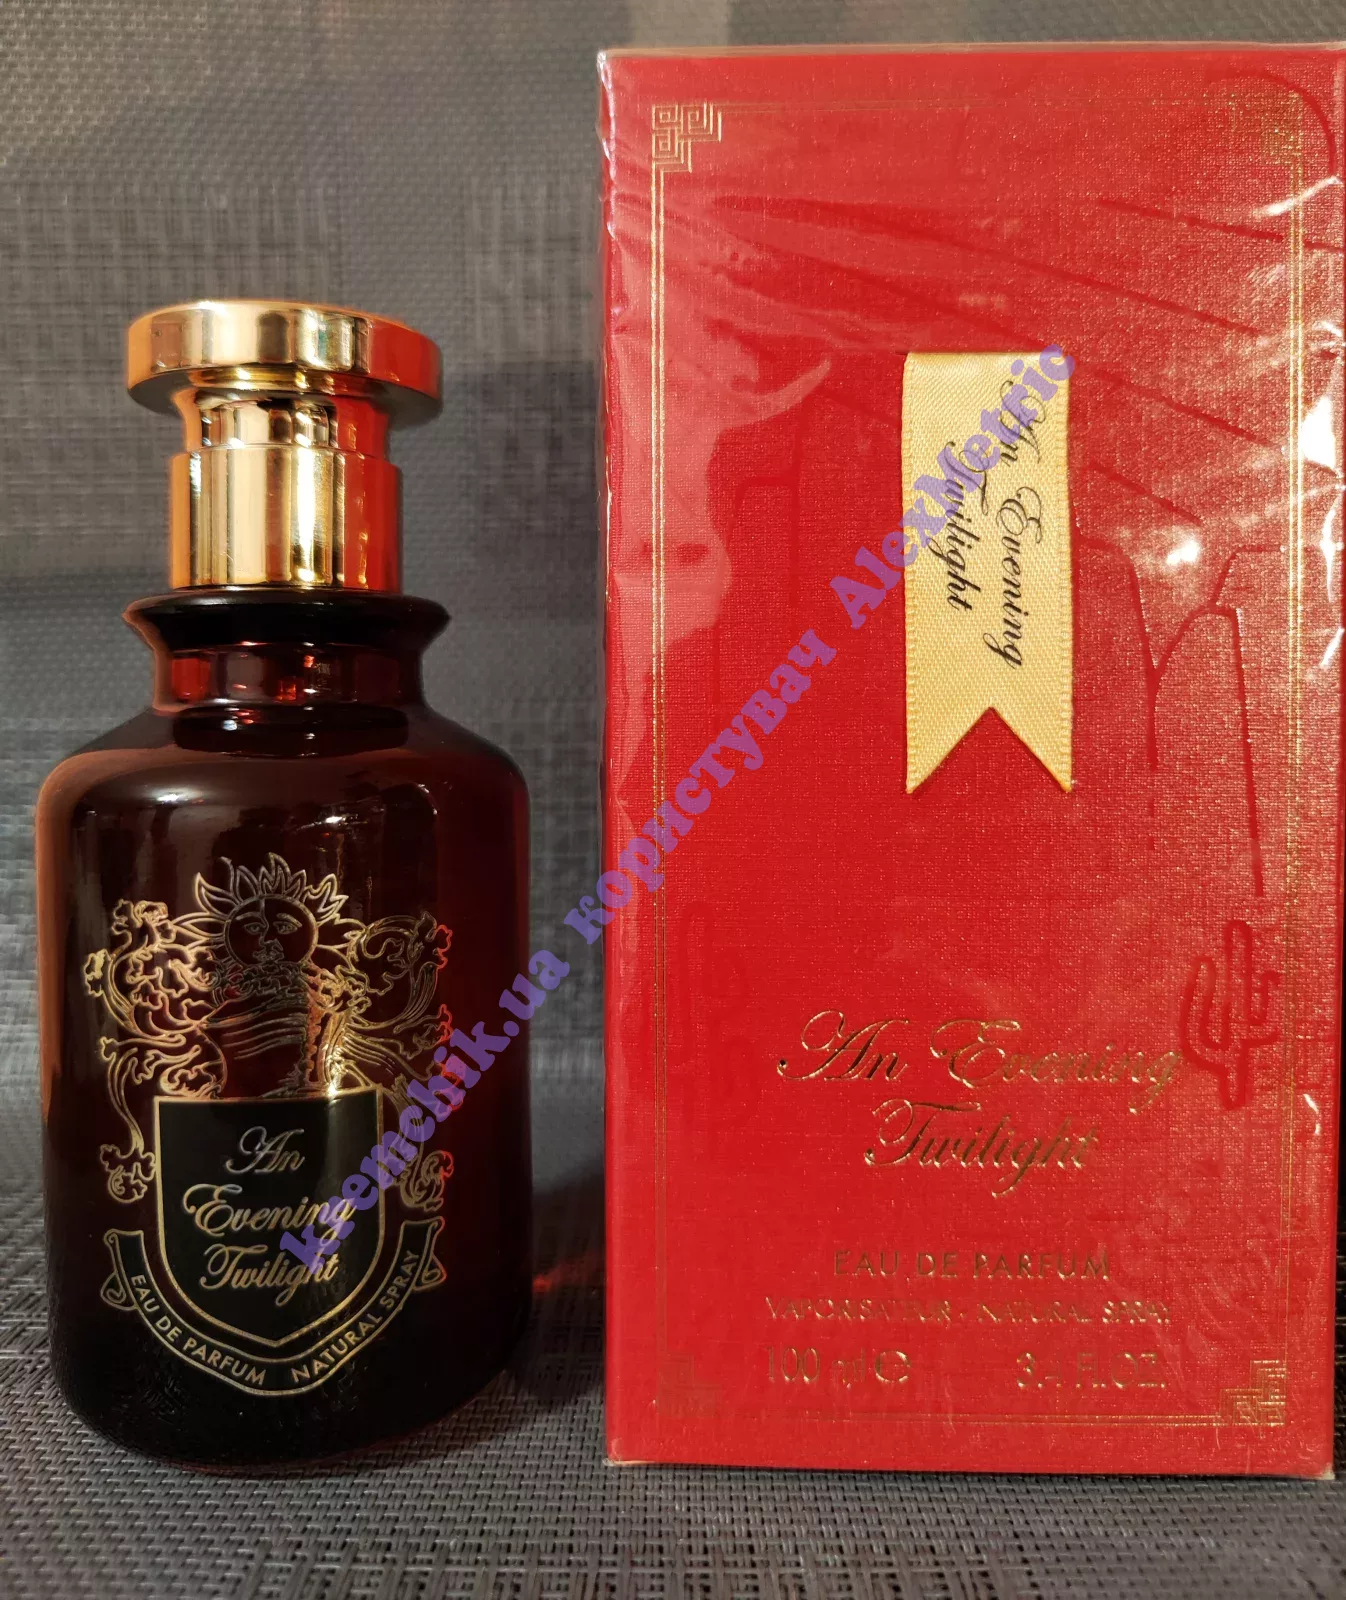 An
Evening
Twilight
EAU DE PARFUM NATURAL SPRAY
An Evening
Twilight
An Evening
Twilight
EAU DE PARFUM
VAPORISATEUR - NATURAL SPRAY
100 ml ℮ 3.4 FL.OZ.
kremchik.ua користувач AlexMetric